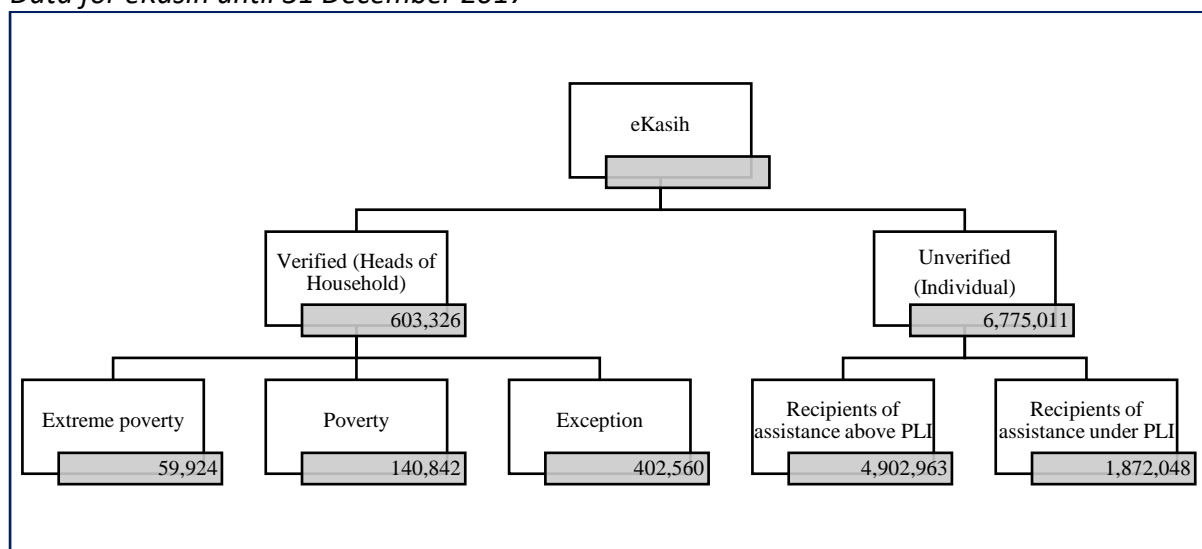 Data for eKasih until 31 December 2017
eKasih
Verified (Heads of
Household)
603,326
Unverified
(Individual)
6,775,011
Extreme poverty
59,924
Poverty
140,842
Exception
402,560
Recipients of
assistance above PLI
4,902,963
Recipients of
assistance under PLI
1,872,048